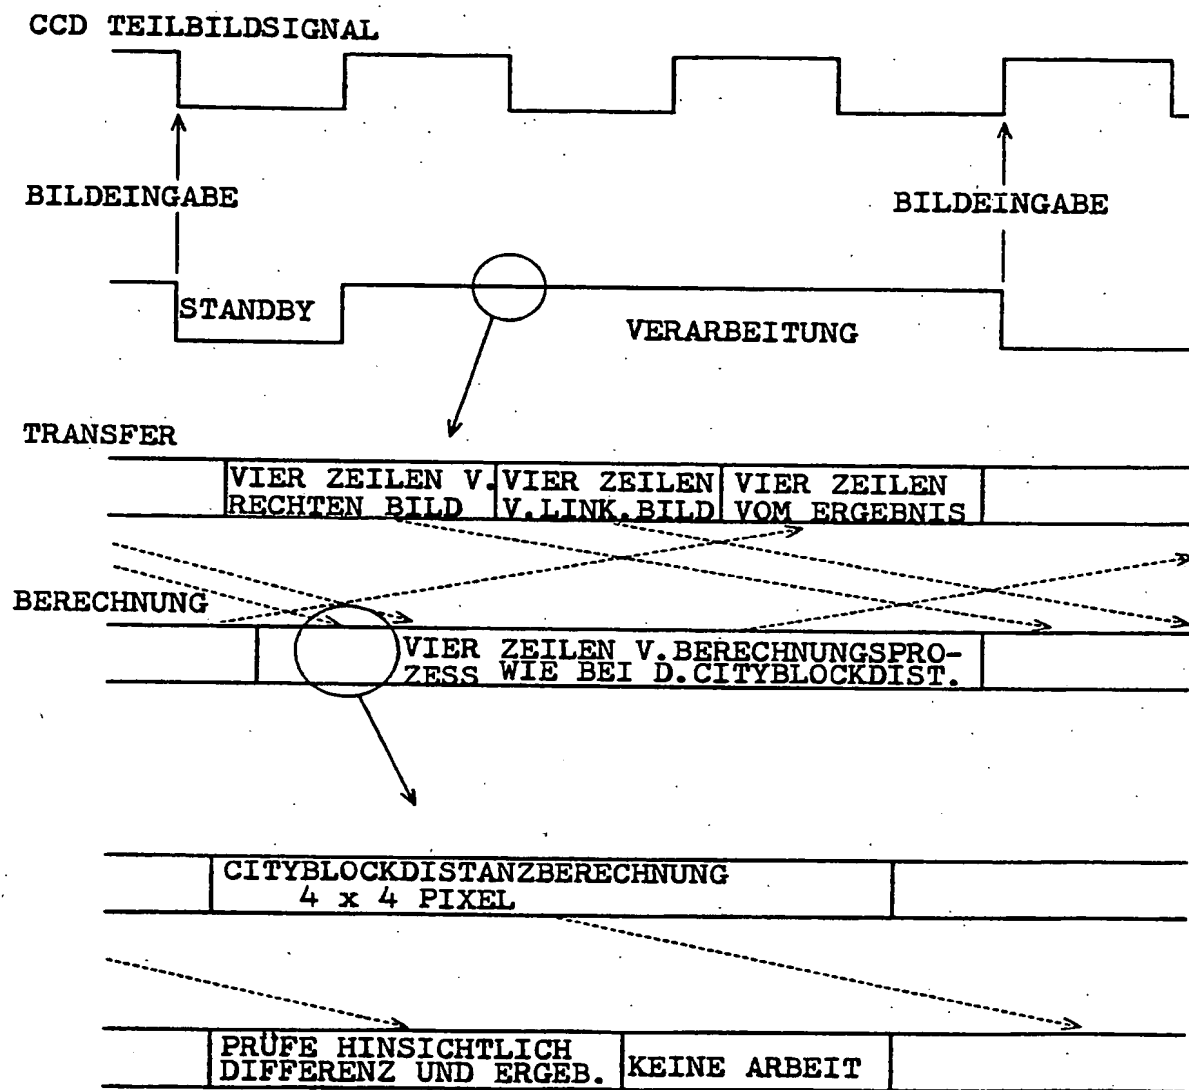 CCD TEILBILDSIGNAL
BILDEINGABE
BILDEINGABE
STANDBY
VERARBEITUNG
TRANSFER
VIER ZEILEN V.
RECHTEN BILD
VIER ZEILEN
V.LINK.BILD
VIER ZEILEN
VOM ERGEBNIS
BERECHNUNG
VIER ZEILEN V.BERECHNUNGSPRO-
ZESS WIE BEI D.CITYBLOCKDIST.
CITYBLOCKDISTANZBERECHNUNG
4 x 4 PIXEL
PRÜFE HINSICHTLICH
DIFFERENZ UND ERGEB.
KEINE ARBEIT